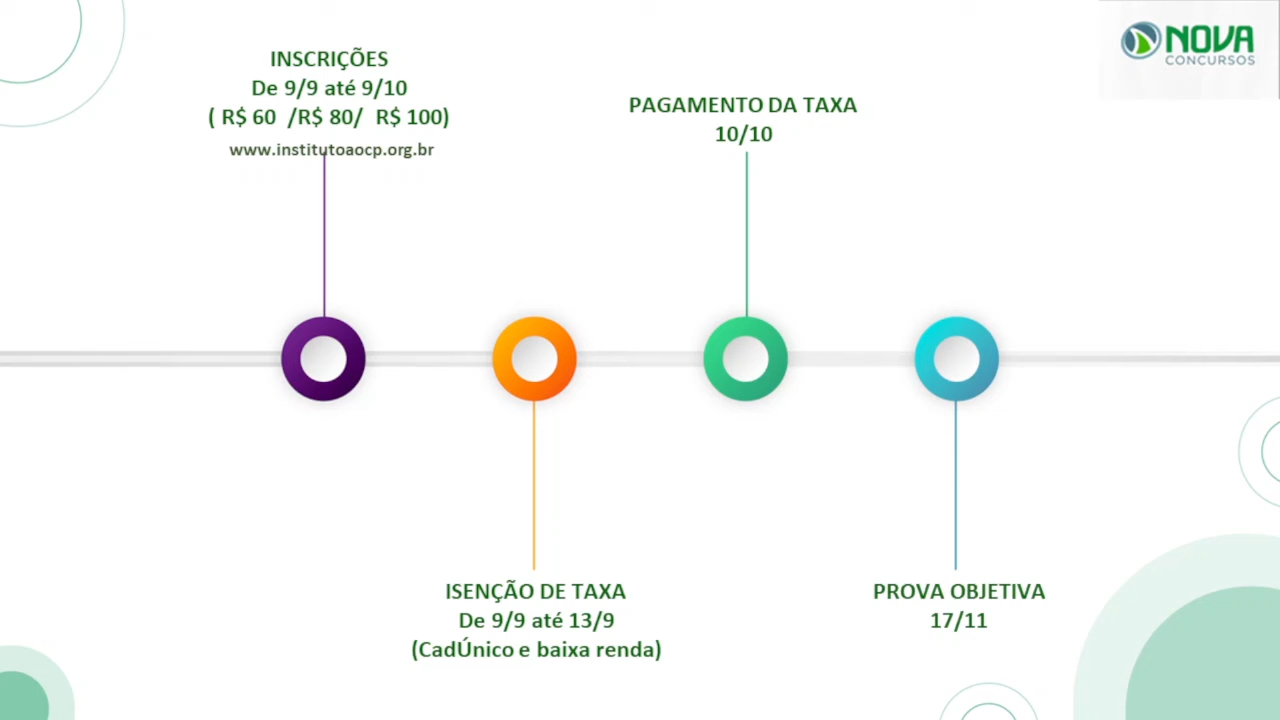 INSCRIÇÕES
De 9/9 até 9/10
( R$ 60 /R$ 80/ R$ 100)
www.institutoaocp.org.br
PAGAMENTO DA TAXA
10/10
NOVA
CONCURSOS
ISENÇÃO DE TAXA
De 9/9 até 13/9
(CadÚnico e baixa renda)
PROVA OBJETIVA
17/11